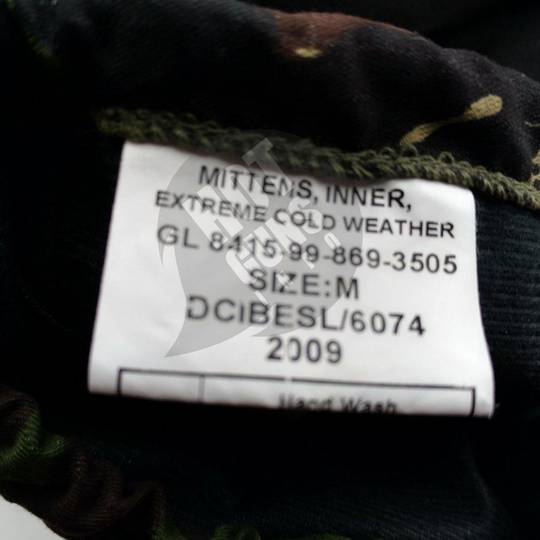 MITTENS, INNER,
EXTREME COLD WEATHER
GL 8415-99-869-3505
SIZE:M
DCIBESL/6074
2009
Hand Wash